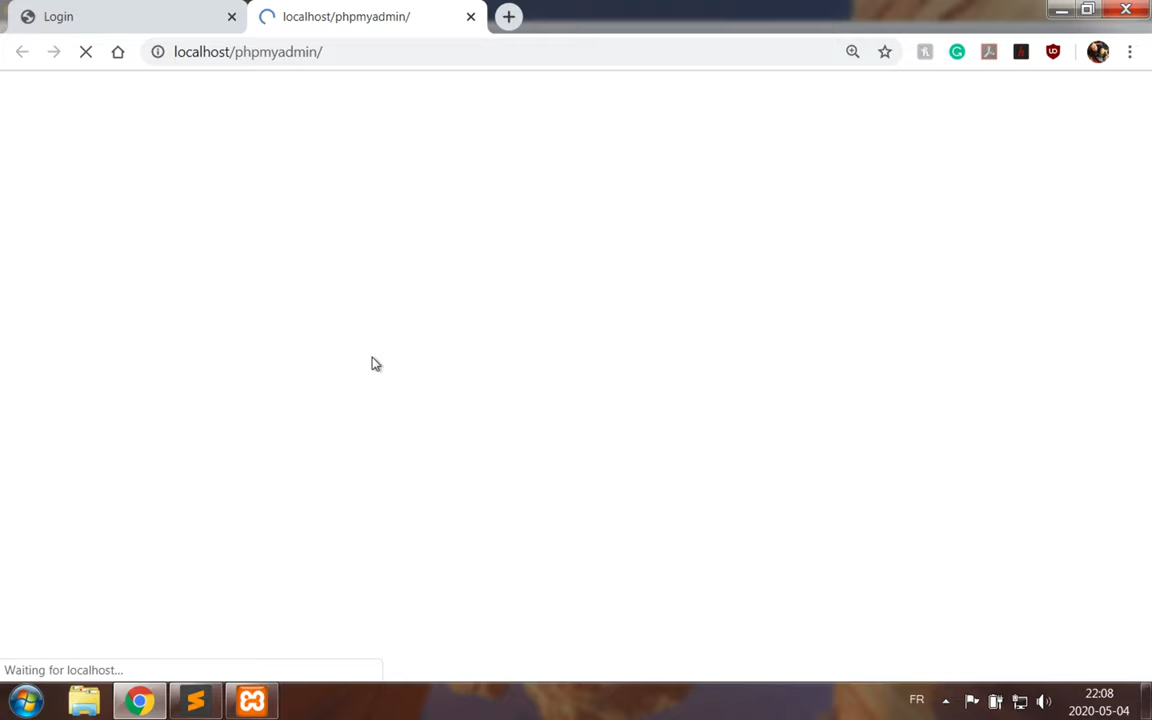 Login
localhost/phpmyadmin/
localhost/phpmyadmin/
Waiting for localhost...
FR
22:08
2020-05-04